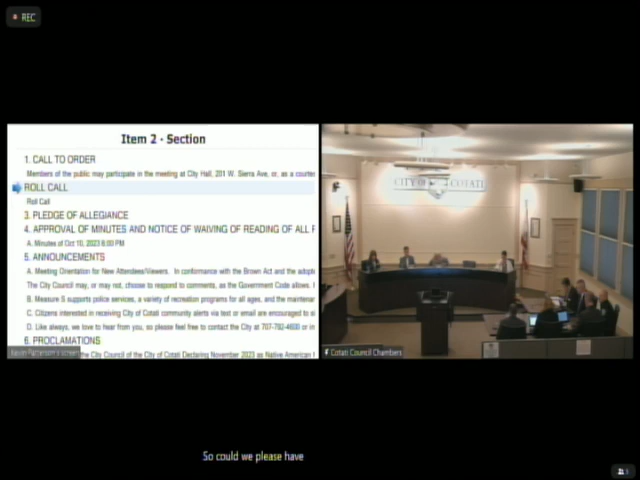 REC
Item 2 - Section
1. CALL TO ORDER
Members of the public may participate in the meeting at City Hall, 201 W. Sierra Ave, or, as a courtes
ROLL CALL
Roll Call
3. PLEDGE OF ALLEGIANCE
4. APPROVAL OF MINUTES AND NOTICE OF WAIVING OF READING OF ALL
A. Minutes of Oct 10, 2023 6:00 PM
5. ANNOUNCEMENTS
A. Meeting Orientation for New Attendees/Viewers. In conformance with the Brown Act and the
The City Council may, or may not, choose to respond to comments, as the Government Code allows.
B. Measure S supports police services, a variety of recreation programs for all ages, and the
C. Citizens interested in receiving City of Cotati community alerts via text or email are encouraged to
D. Like always, we love to hear from you, so please feel free to contact the City at 707-792-4600 or
6. PROCLAMATIONS
the City Council of the City of Cotati Declaring November 2023 as Native American
CITY OF COTATI
Cotati Council Chambers
So could we please have